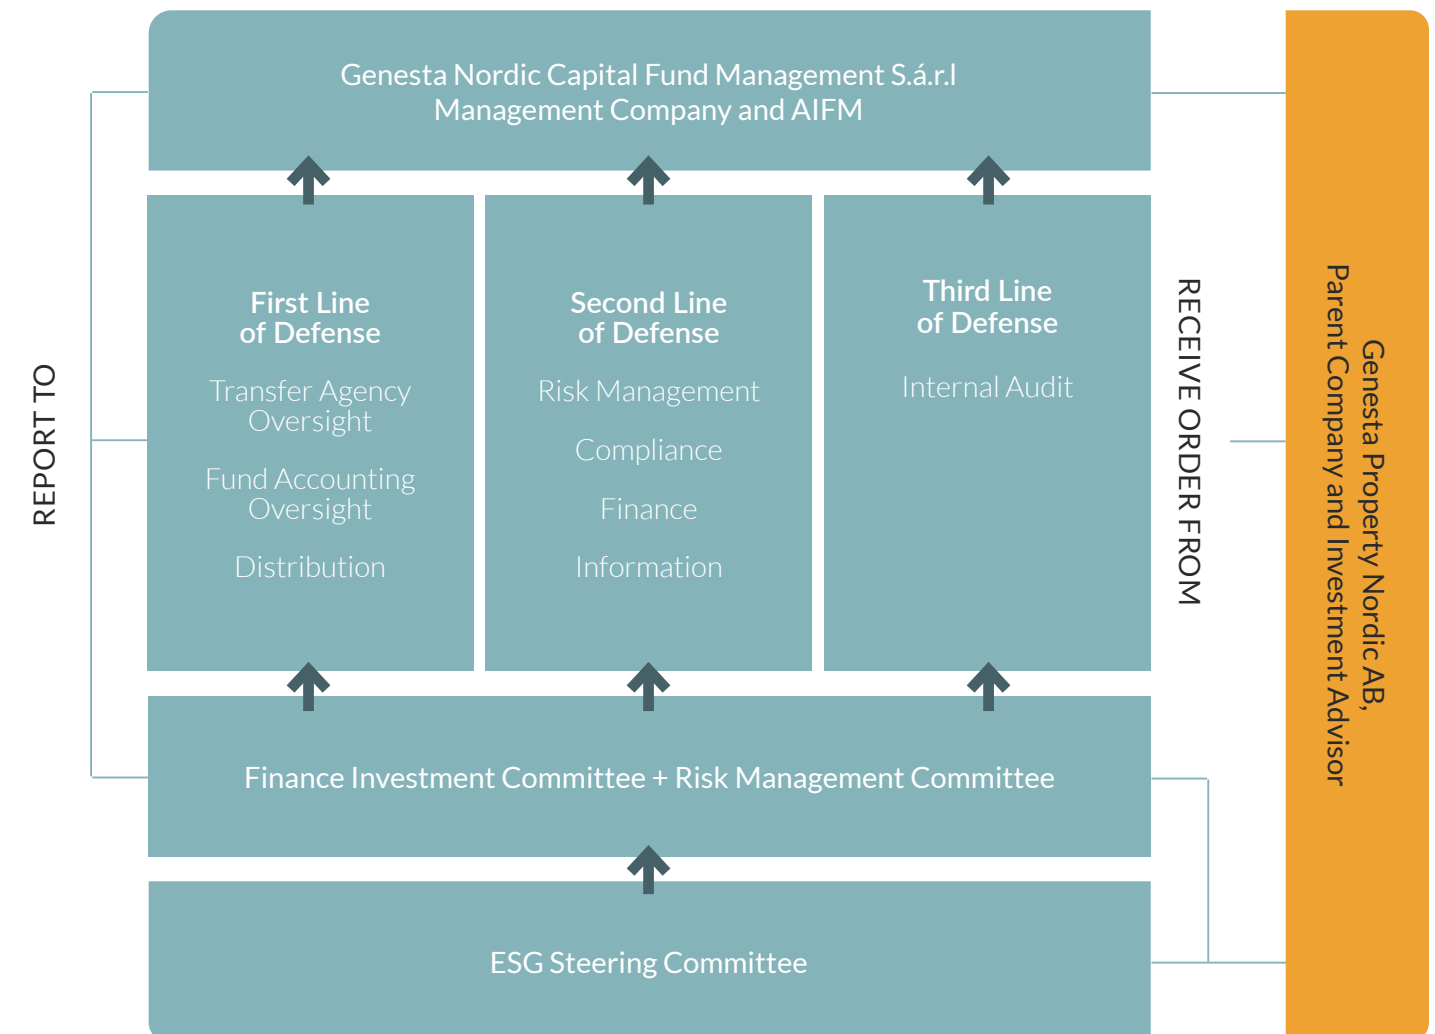 Genesta Nordic Capital Fund Management S.á.r.l
Management Company and AIFM
REPORT TO
First Line
of Defense
Transfer Agency
Oversight
Fund Accounting
Oversight
Distribution
Second Line
of Defense
Risk Management
Compliance
Finance
Information
Third Line
of Defense
Internal Audit
RECEIVE ORDER FROM
Genesta Property Nordic AB,
Parent Company and Investment Advisor
Finance Investment Committee + Risk Management Committee
ESG Steering Committee